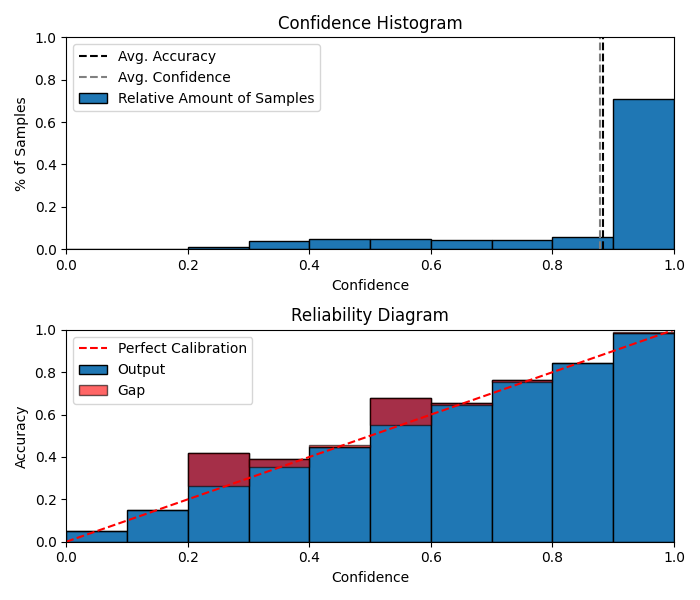 Confidence Histogram
1.0
0.8
0.6
0.4
0.2
0.0
% of Samples
Avg. Accuracy
Avg. Confidence
Relative Amount of Samples
0.0 0.2 0.4 0.6 0.8 1.0
Confidence
Reliability Diagram
1.0
0.8
0.6
0.4
0.2
0.0
Accuracy
Perfect Calibration
Output
Gap
0.0 0.2 0.4 0.6 0.8 1.0
Confidence